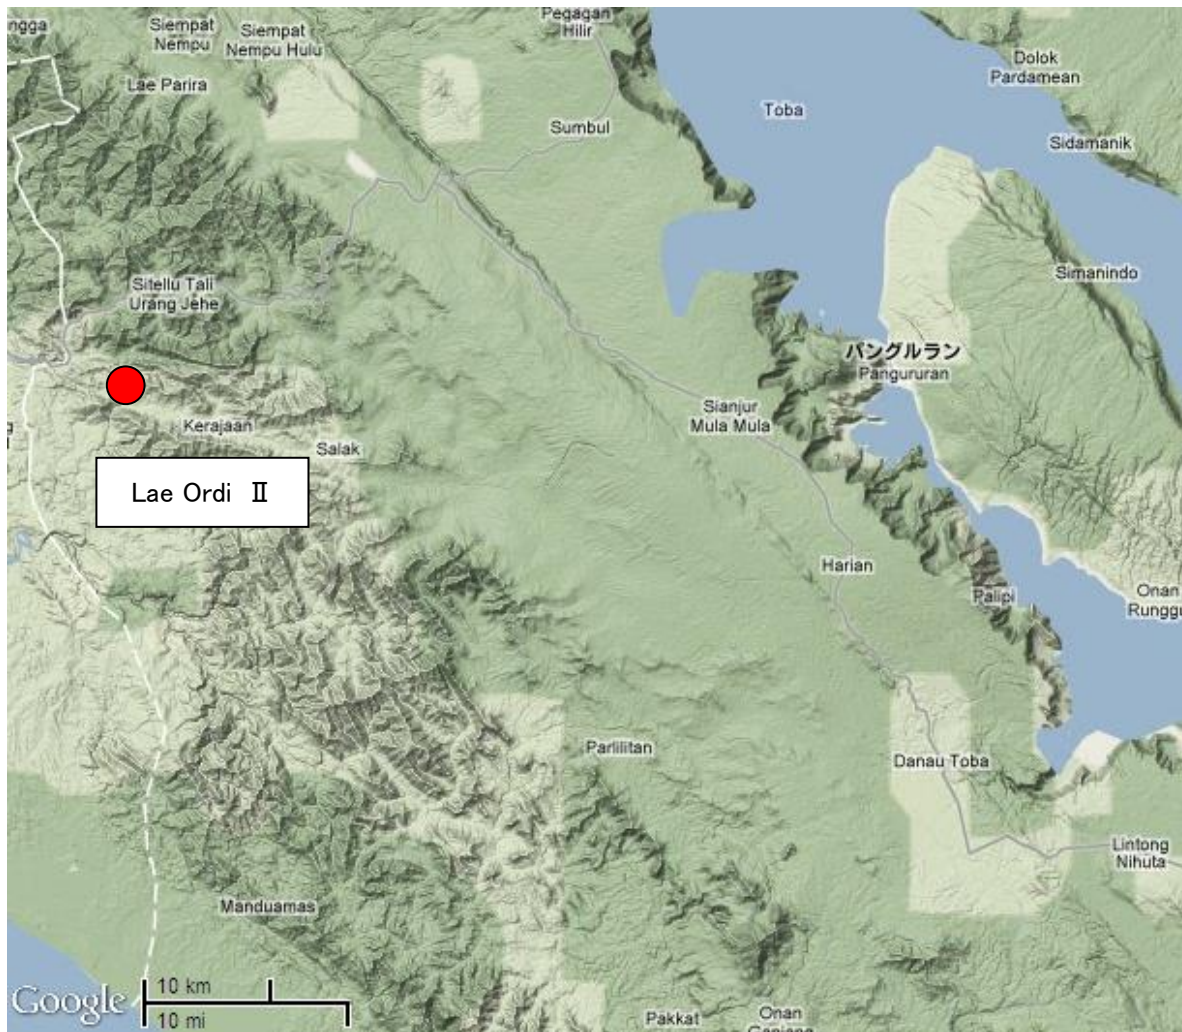 Pegagan
Hilir
ngga
Siempat
Nempu
Siempat
Nempu Hulu
Dolok
Pardamean
Lae Parira
Toba
Sumbul
Sidamanik
Simanindo
Sitellu Tali
Urang Jehe
パングルラン
Pangururan
Sianjur
Mula Mula
Kerajaan
Salak
g
Lae Ordi Ⅱ
Harian
Palipi
Onan
Runggu
Parlilitan
Danau Toba
Lintong
Nihuta
Manduamas
Google
10 km
10 mi
Pakkat
Onan